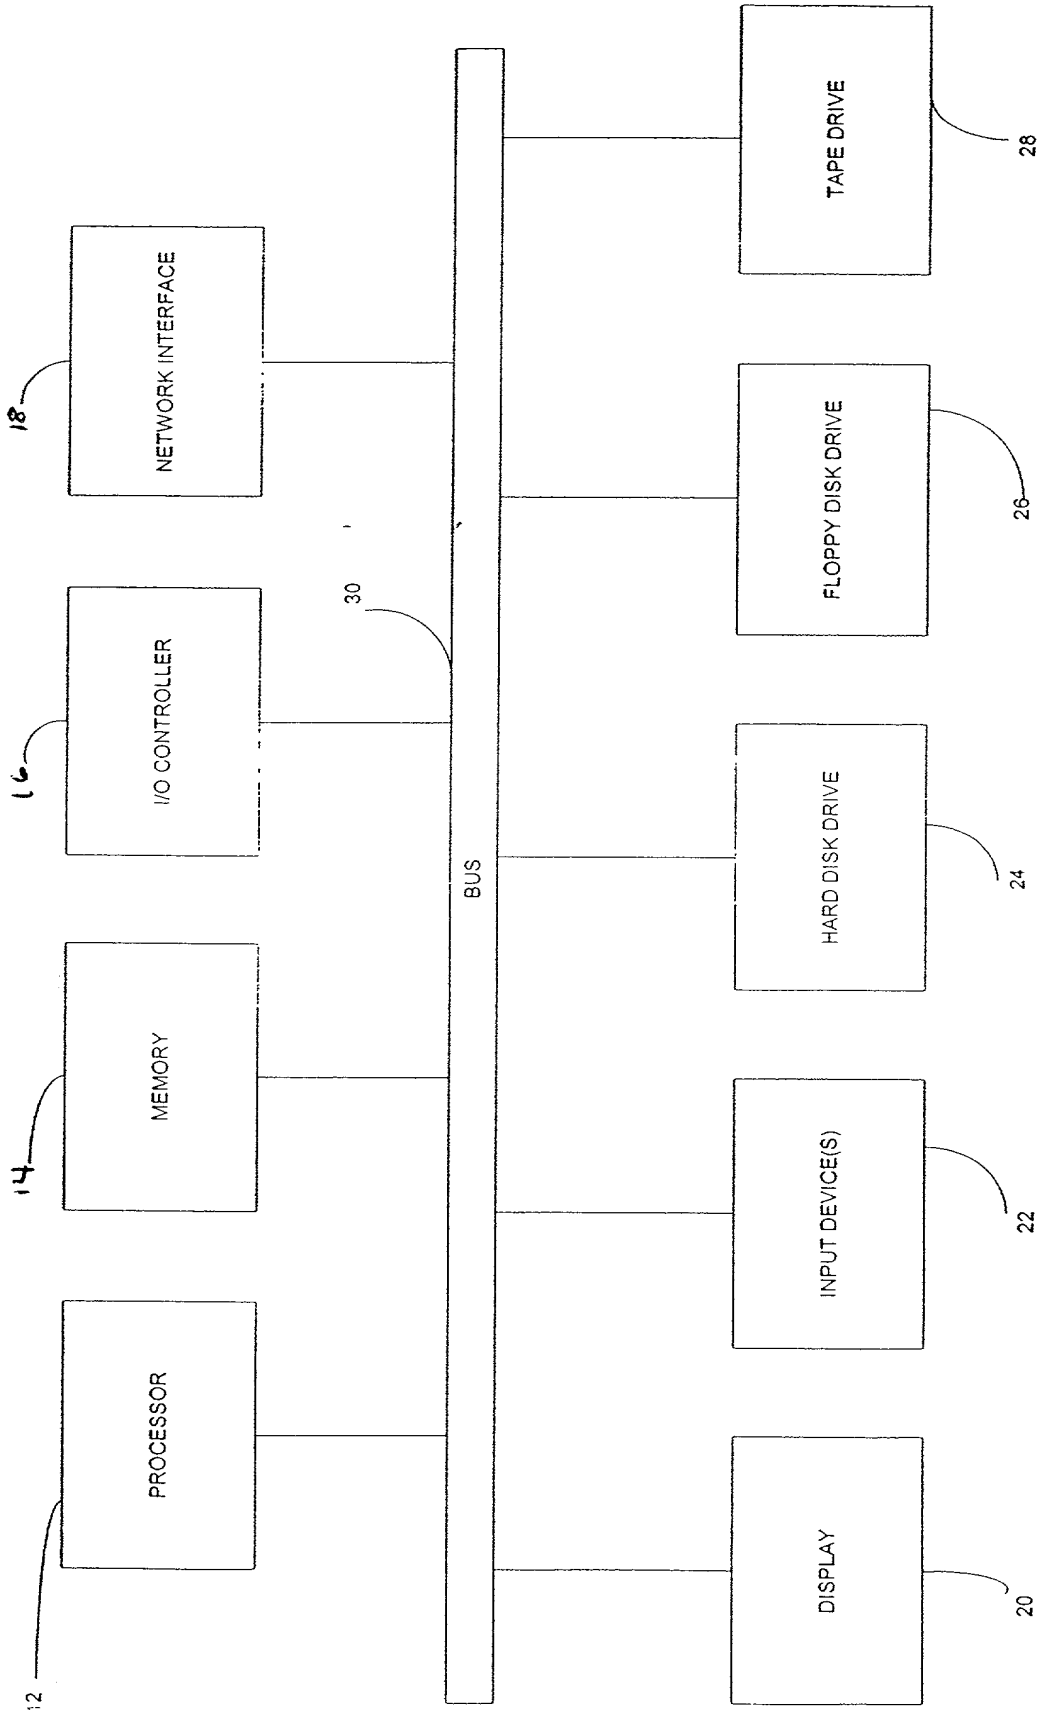 12
14
16
18
PROCESSOR
MEMORY
I/O CONTROLLER
NETWORK INTERFACE
30
BUS
DISPLAY
INPUT DEVICE(S)
HARD DISK DRIVE
FLOPPY DISK DRIVE
TAPE DRIVE
20
22
24
26
28